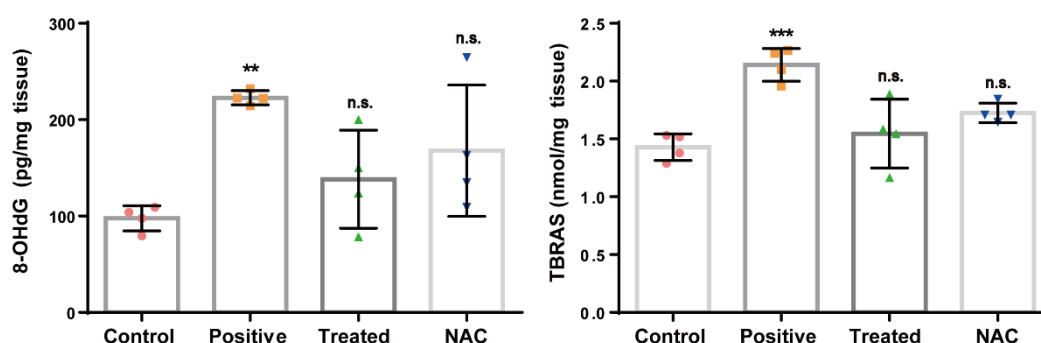 8-OHdG (pg/mg tissue)
300
200
100
0
**
n.s.
n.s.
Control Positive Treated NAC
TBRAS (nmol/mg tissue)
2.5
2.0
1.5
1.0
0.5
0.0
***
n.s.
n.s.
Control Positive Treated NAC